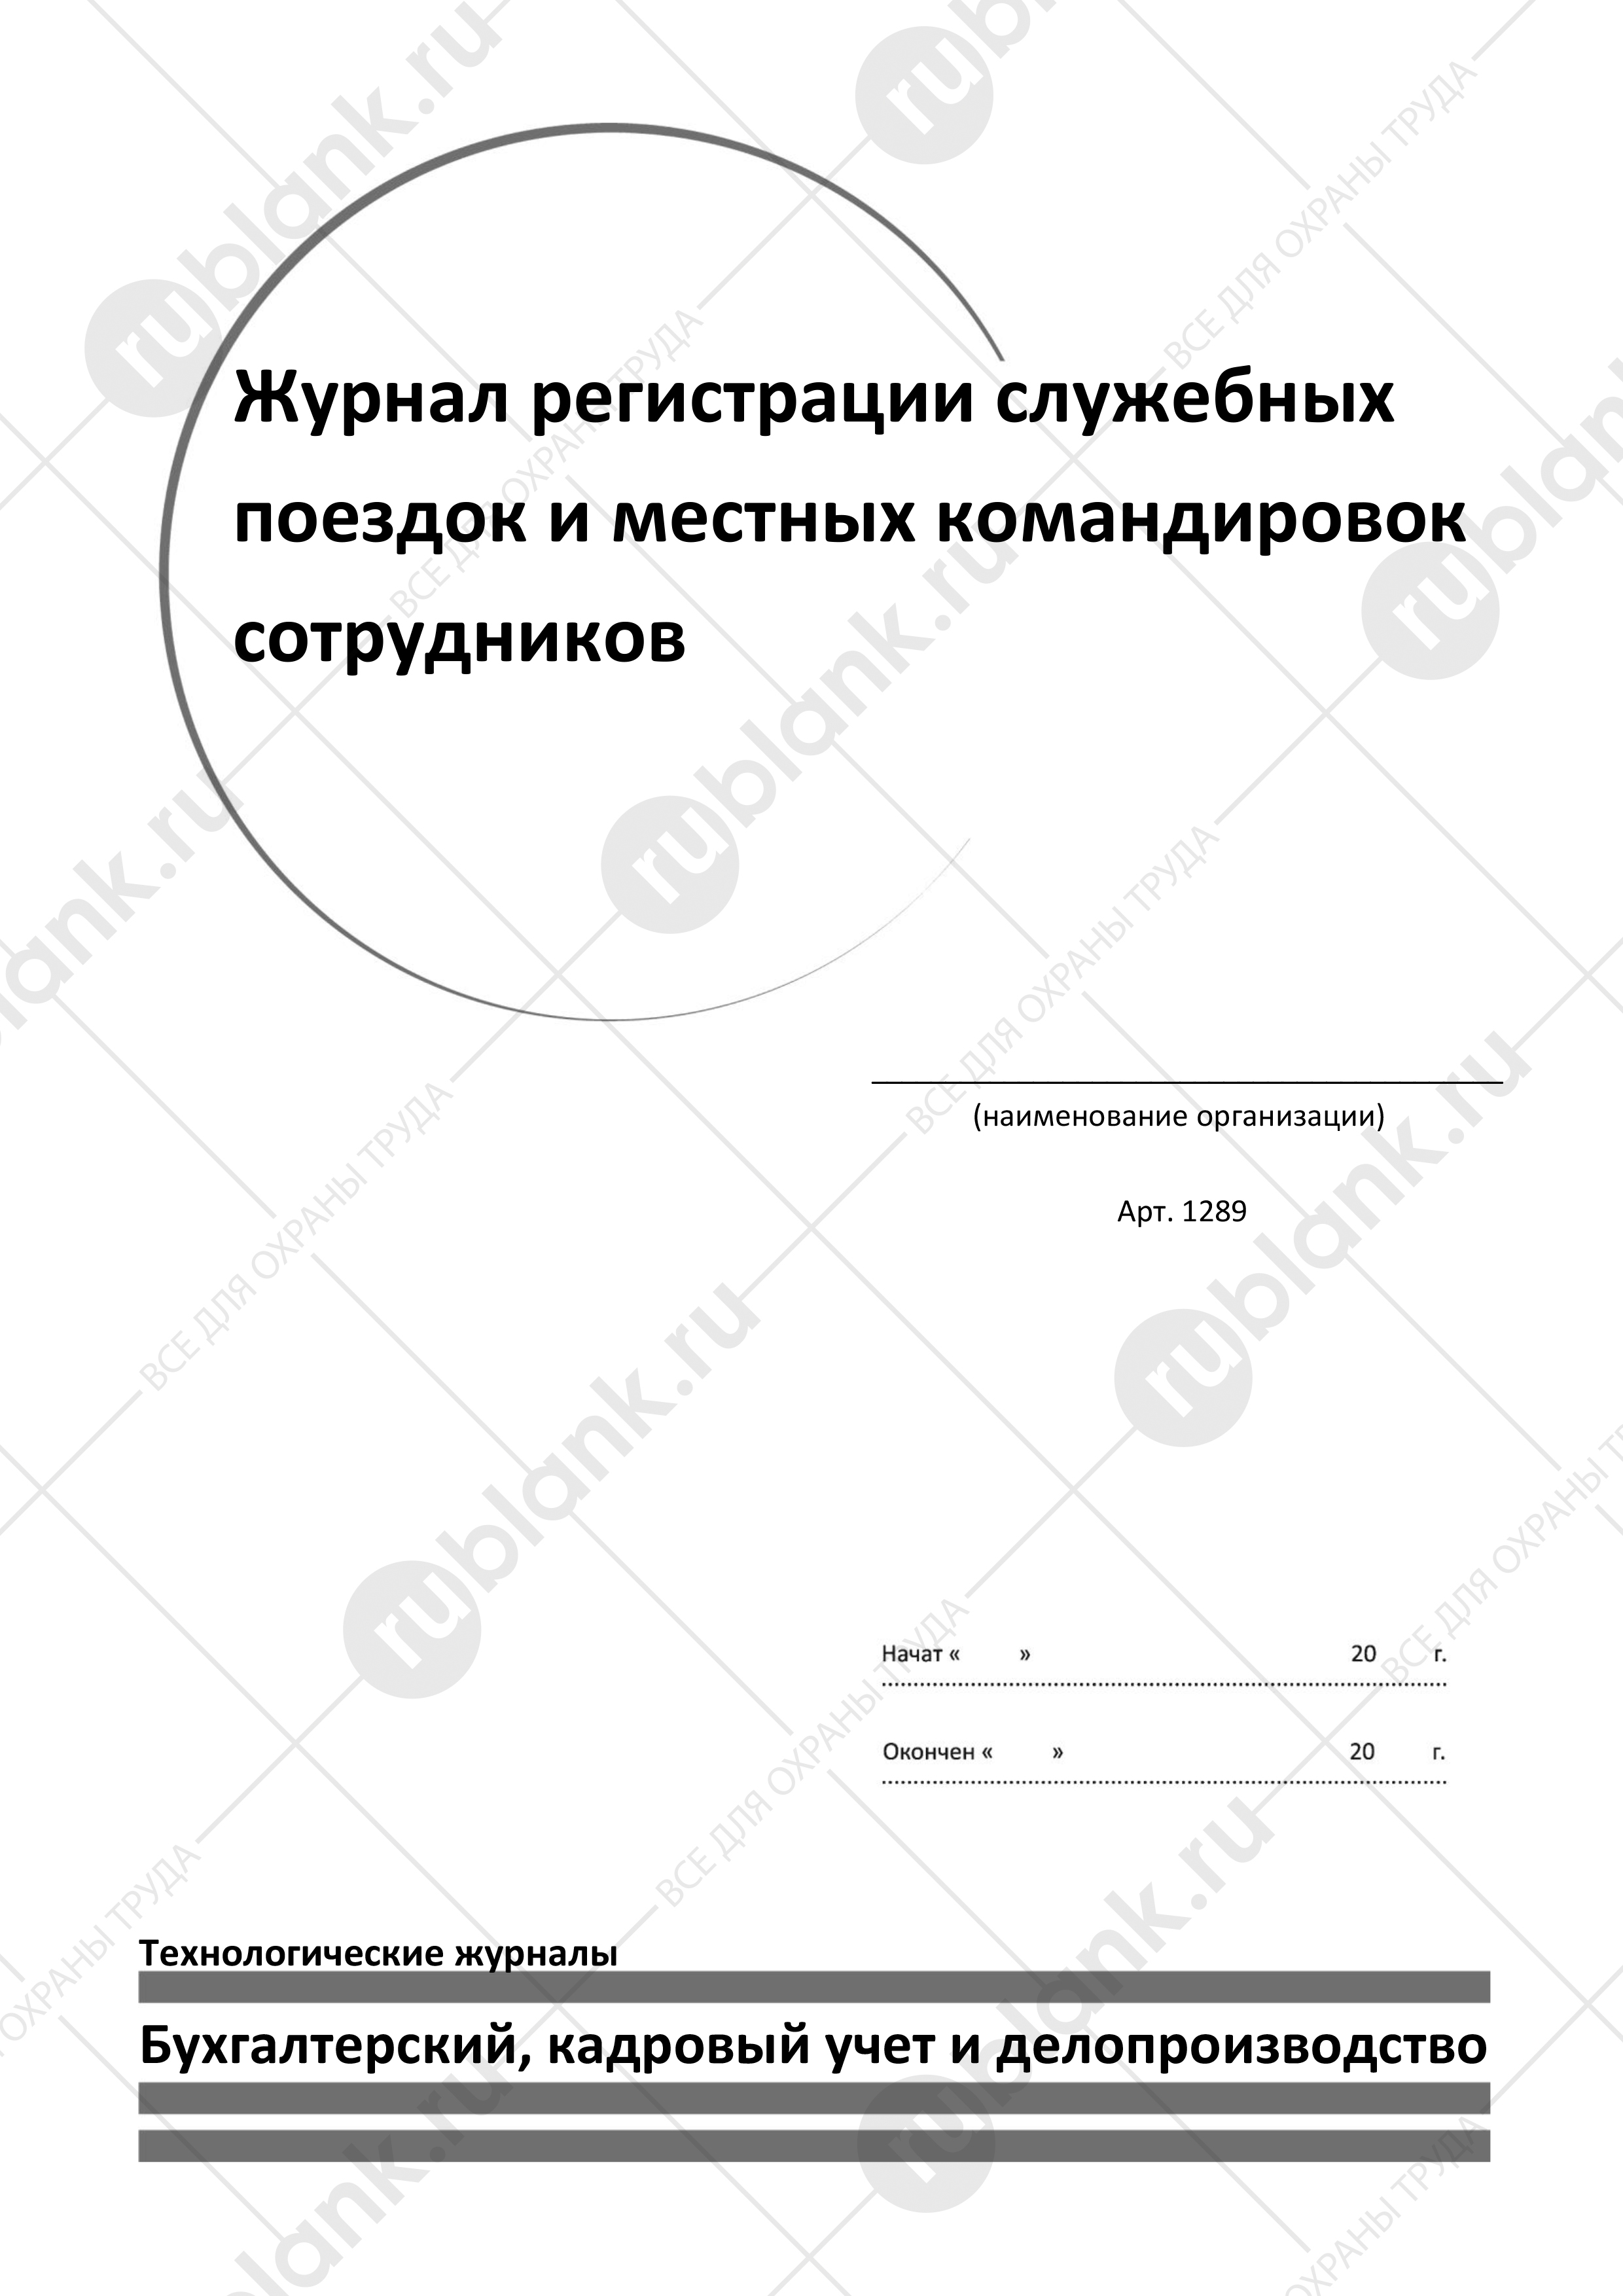 Журнал регистрации служебных
поездок и местных командировок
сотрудников
(наименование организации)
Арт. 1289
Начат « » 20 г.
Окончен « » 20 г.
Технологические журналы
Бухгалтерский, кадровый учет и делопроизводство
rublank.ru
ВСЕ ДЛЯ ОХРАНЫ ТРУДА